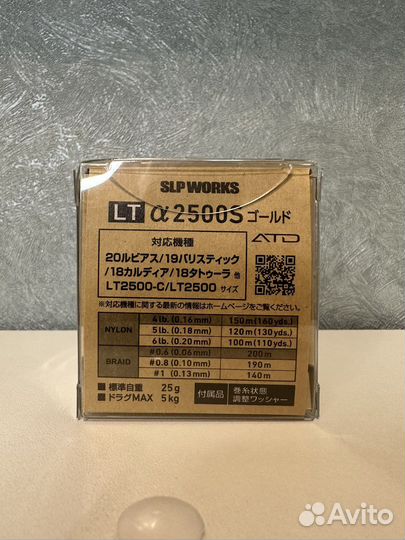 SLP WORKS
LT α2500S ゴールド
対応機種
ATD
20ルビアス/19バリスティック
/18カルディア/18タトゥーラ 他
LT2500-C/LT2500 サイズ
※対応機種に関する最新の情報はホームページをご覧ください。
NYLON
4lb. (0.16mm) 150m(160yds.)
5lb. (0.18mm) 120m(130yds.)
6lb. (0.20mm) 100m(110yds.)
BRAID
#0.6 (0.06mm) 200m
#0.8 (0.10mm) 190m
#1 (0.13mm) 140m
■標準自重 25g
■ドラグMAX 5kg
付属品
巻糸状態
調整ワッシャー
Avito